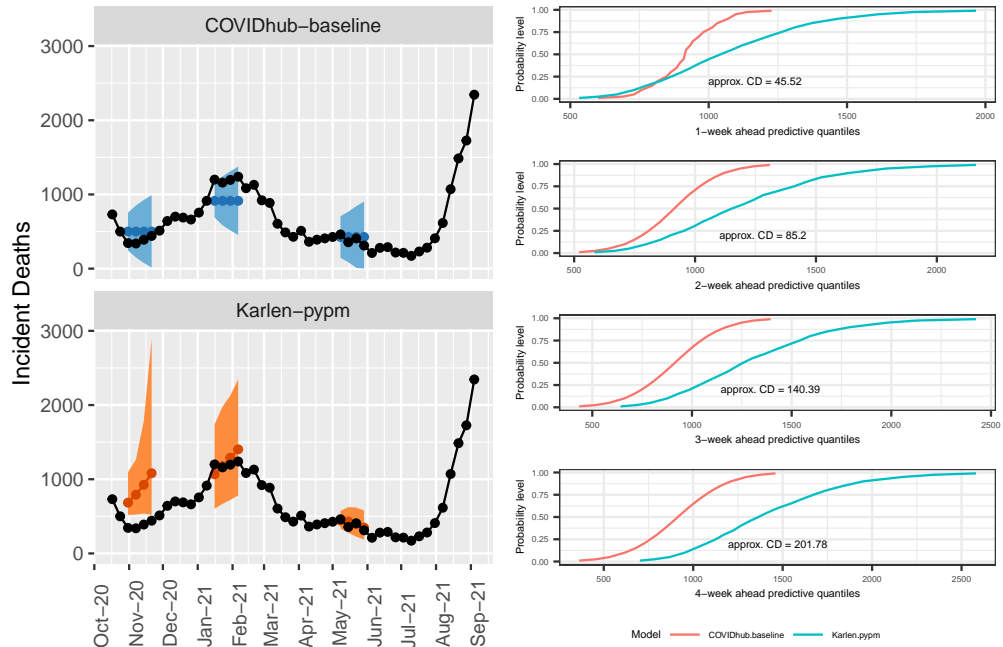 COVIDhub−baseline
3000
2000
1000
0
Karlen−pypm
3000
2000
1000
0
Incident Deaths
Oct−20
Nov−20
Dec−20
Jan−21
Feb−21
Mar−21
Apr−21
May−21
Jun−21
Jul−21
Aug−21
Sep−21
Probability level
1.00
0.75
0.50
0.25
0.00
approx. CD = 45.52
500 1000 1500 2000
1−week ahead predictive quantiles
Probability level
1.00
0.75
0.50
0.25
0.00
approx. CD = 85.2
500 1000 1500 2000
2−week ahead predictive quantiles
Probability level
1.00
0.75
0.50
0.25
0.00
approx. CD = 140.39
500 1000 1500 2000 2500
3−week ahead predictive quantiles
Probability level
1.00
0.75
0.50
0.25
0.00
approx. CD = 201.78
500 1000 1500 2000 2500
4−week ahead predictive quantiles
Model COVIDhub.baseline Karlen.pypm